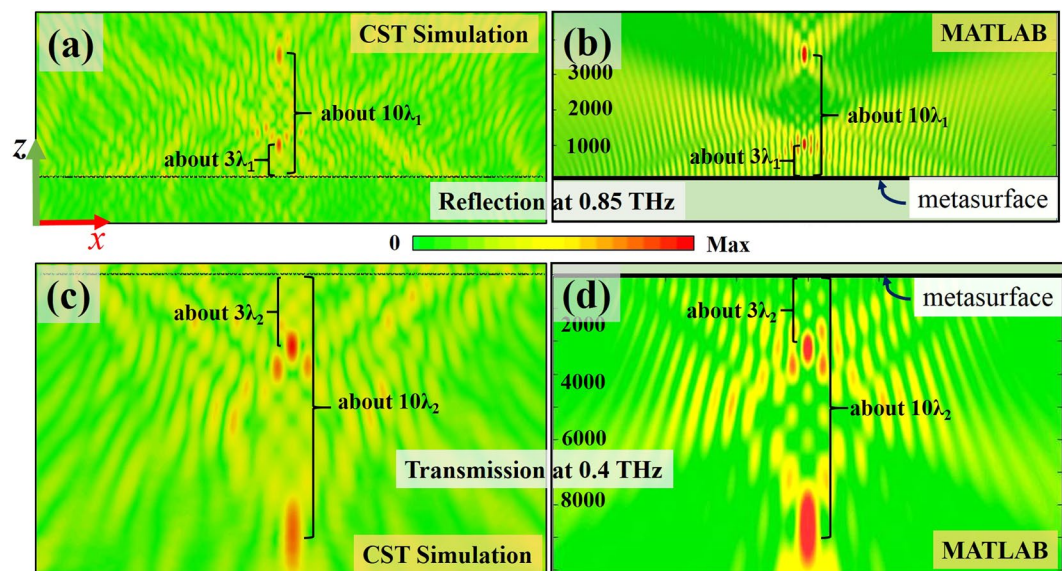 (a)
CST Simulation
about 10λ₁
about 3λ₁
z
x
Reflection at 0.85 THz
(b)
MATLAB
3000
2000
1000
about 10λ₁
about 3λ₁
metasurface
0
Max
(c)
about 3λ₂
about 10λ₂
Transmission at 0.4 THz
CST Simulation
(d)
metasurface
2000
4000
6000
8000
about 3λ₂
about 10λ₂
MATLAB